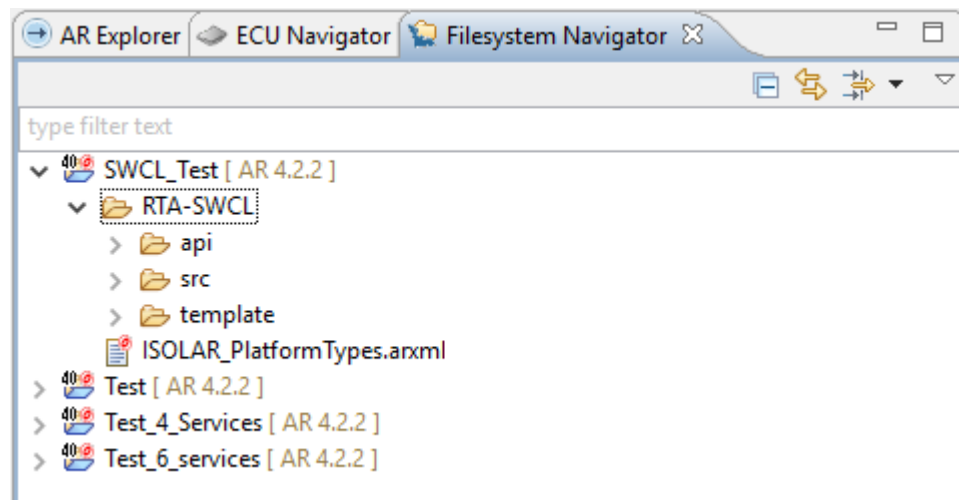 AR Explorer ECU Navigator Filesystem Navigator
type filter text
SWCL_Test [ AR 4.2.2 ]
RTA-SWCL
api
src
template
ISOLAR_PlatformTypes.arxml
Test [ AR 4.2.2 ]
Test_4_Services [ AR 4.2.2 ]
Test_6_services [ AR 4.2.2 ]